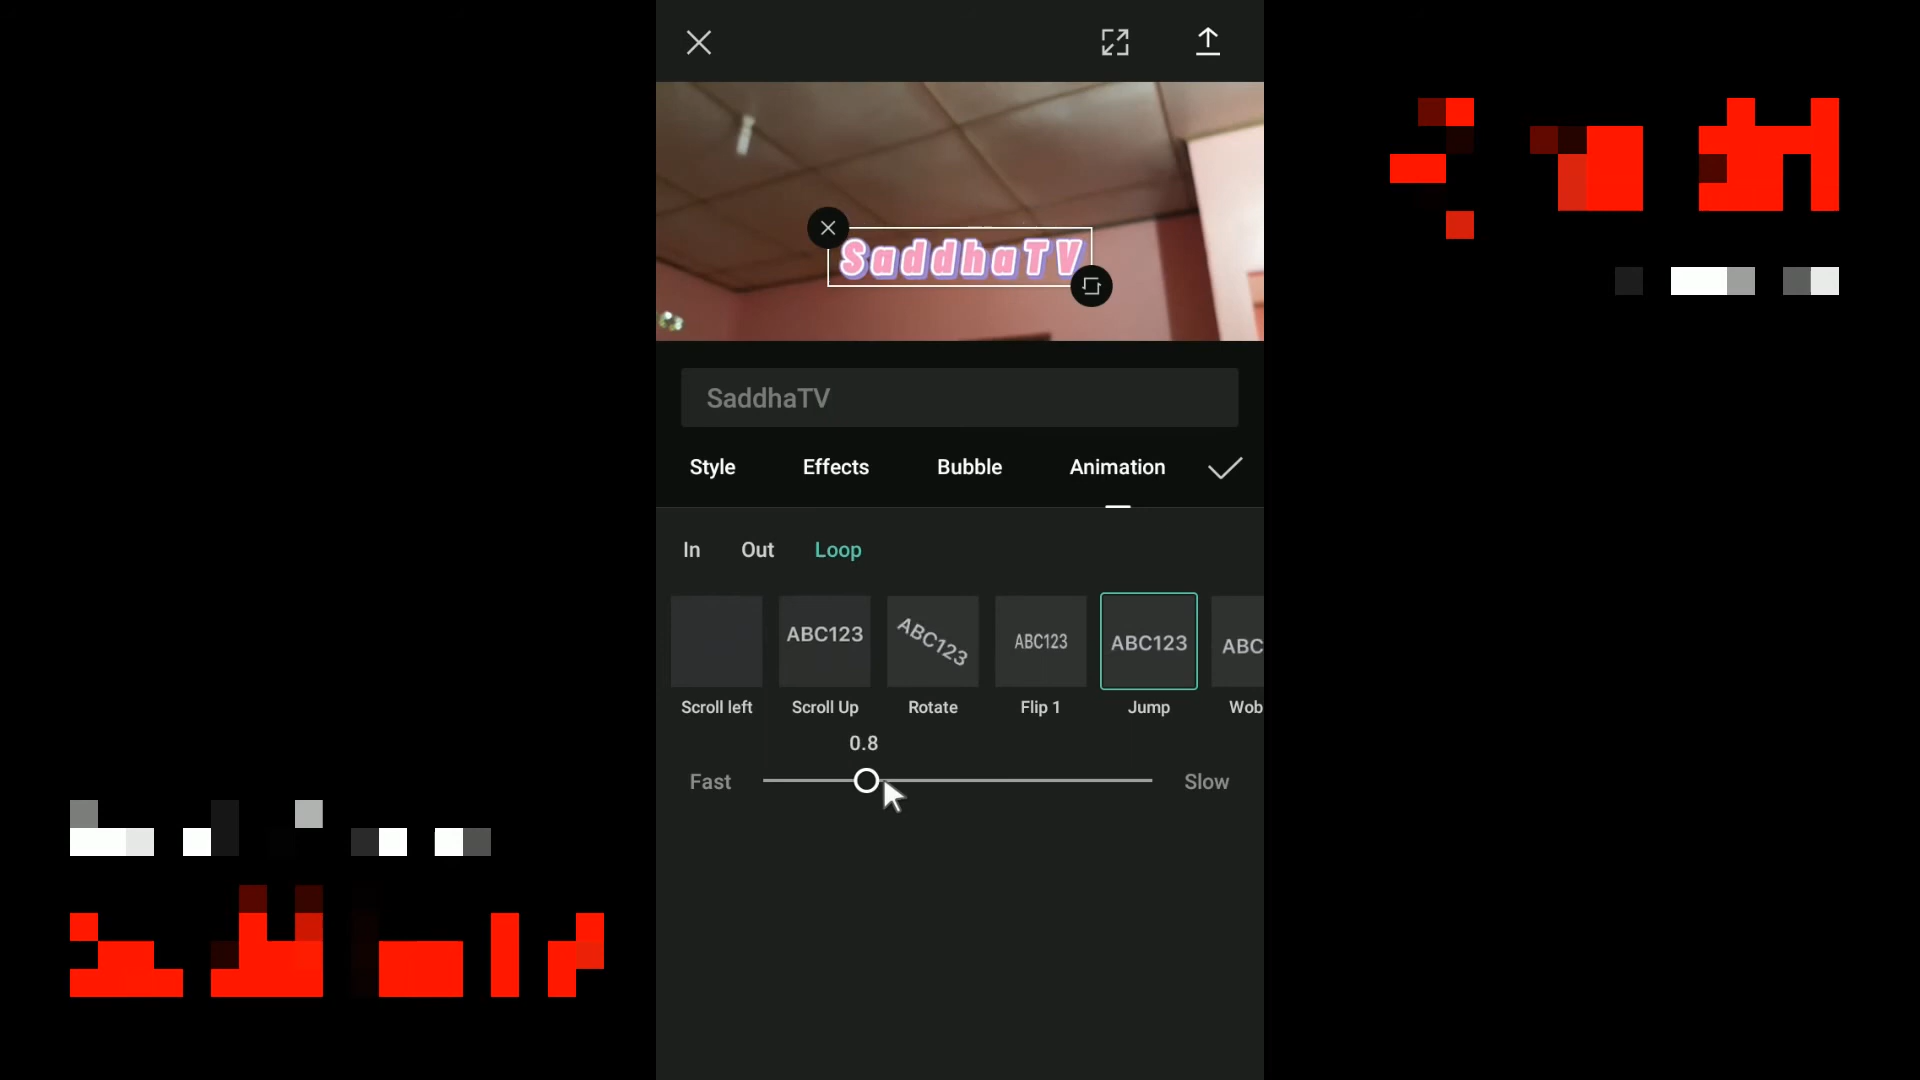 SaddhaTV
SaddhaTV
Style Effects Bubble Animation
In Out Loop
ABC123 ABC123 ABC123 ABC123 ABC
Scroll left Scroll Up Rotate Flip 1 Jump Wob
0.8
Fast Slow